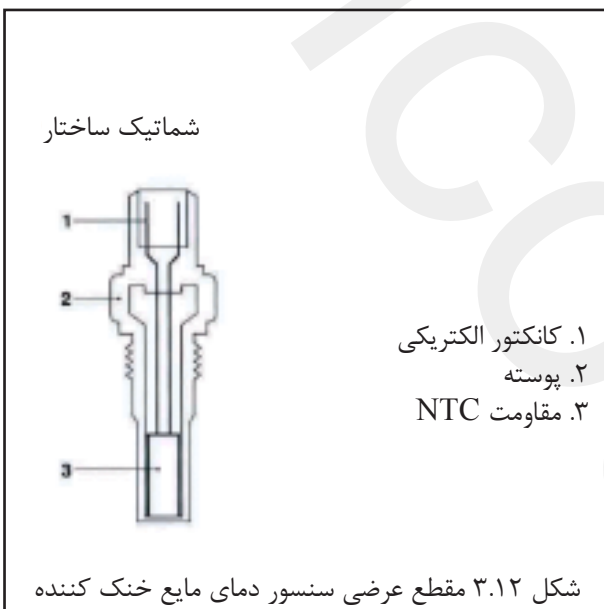 شماتیک ساختار
1
2
3
۱. کانکتور الکتریکی
۲. پوسته
۳. مقاومت NTC
شکل ۳.۱۲ مقطع عرضی سنسور دمای مایع خنک کننده